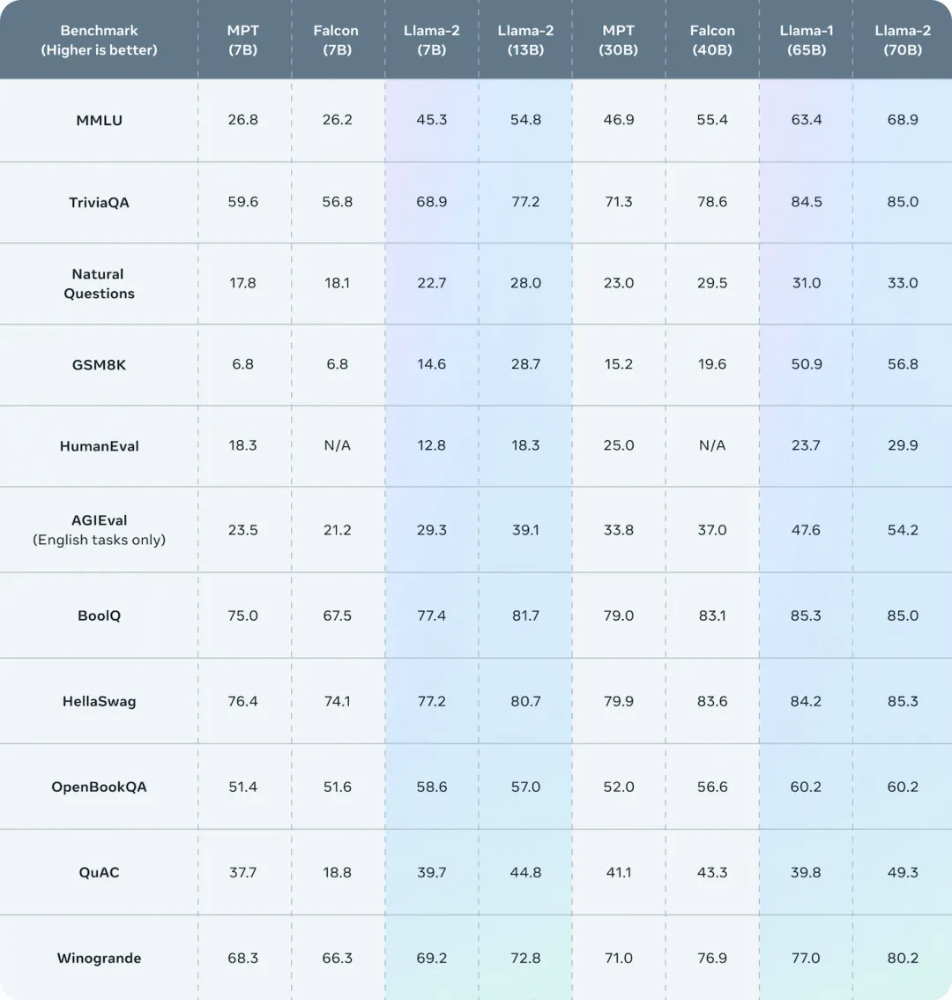 Benchmark MPT Falcon Llama-2 Llama-2 MPT Falcon Llama-1 Llama-2
(Higher is better) (7B) (7B) (7B) (13B) (30B) (40B) (65B) (70B)
MMLU 26.8 26.2 45.3 54.8 46.9 55.4 63.4 68.9
TriviaQA 59.6 56.8 68.9 77.2 71.3 78.6 84.5 85.0
Natural
Questions 17.8 18.1 22.7 28.0 23.0 29.5 31.0 33.0
GSM8K 6.8 6.8 14.6 28.7 15.2 19.6 50.9 56.8
HumanEval 18.3 N/A 12.8 18.3 25.0 N/A 23.7 29.9
AGIEval
(English tasks only) 23.5 21.2 29.3 39.1 33.8 37.0 47.6 54.2
BoolQ 75.0 67.5 77.4 81.7 79.0 83.1 85.3 85.0
HellaSwag 76.4 74.1 77.2 80.7 79.9 83.6 84.2 85.3
OpenBookQA 51.4 51.6 58.6 57.0 52.0 56.6 60.2 60.2
QuAC 37.7 18.8 39.7 44.8 41.1 43.3 39.8 49.3
Winogrande 68.3 66.3 69.2 72.8 71.0 76.9 77.0 80.2